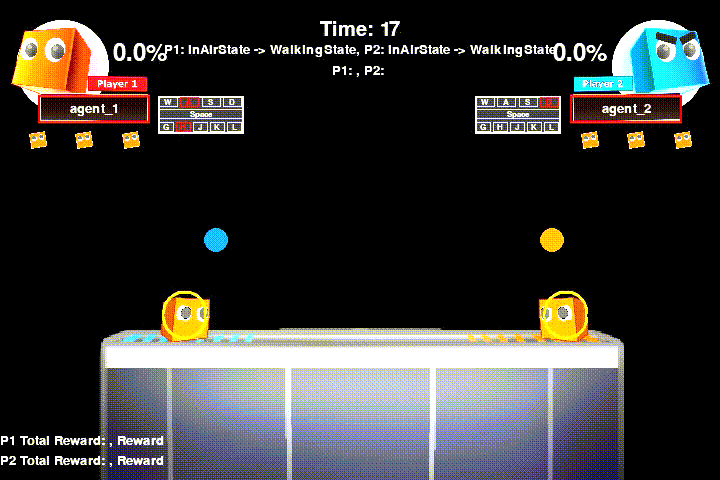 Time: 17
0.0%
P1: InAirState -> WalkingState, P2: InAirState -> WalkingState
0.0%
P1: , P2:
Player 1
Player 2
agent_1
agent_2
W A S D
Space
G H J K L
W A S D
Space
G H J K L
P1 Total Reward: , Reward
P2 Total Reward: , Reward